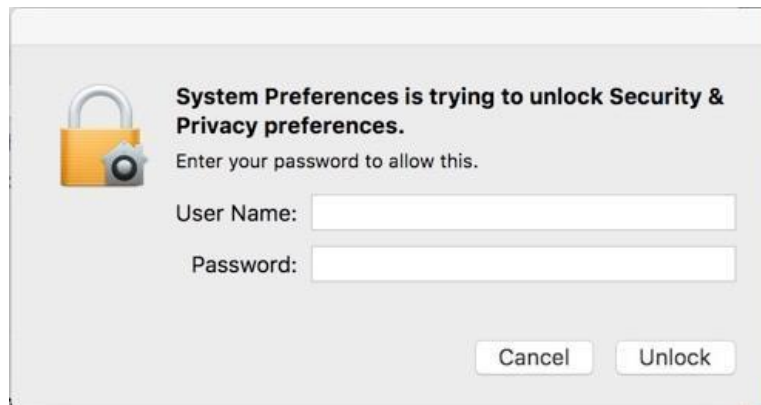 System Preferences is trying to unlock Security &
Privacy preferences.
Enter your password to allow this.
User Name:
Password:
Cancel Unlock